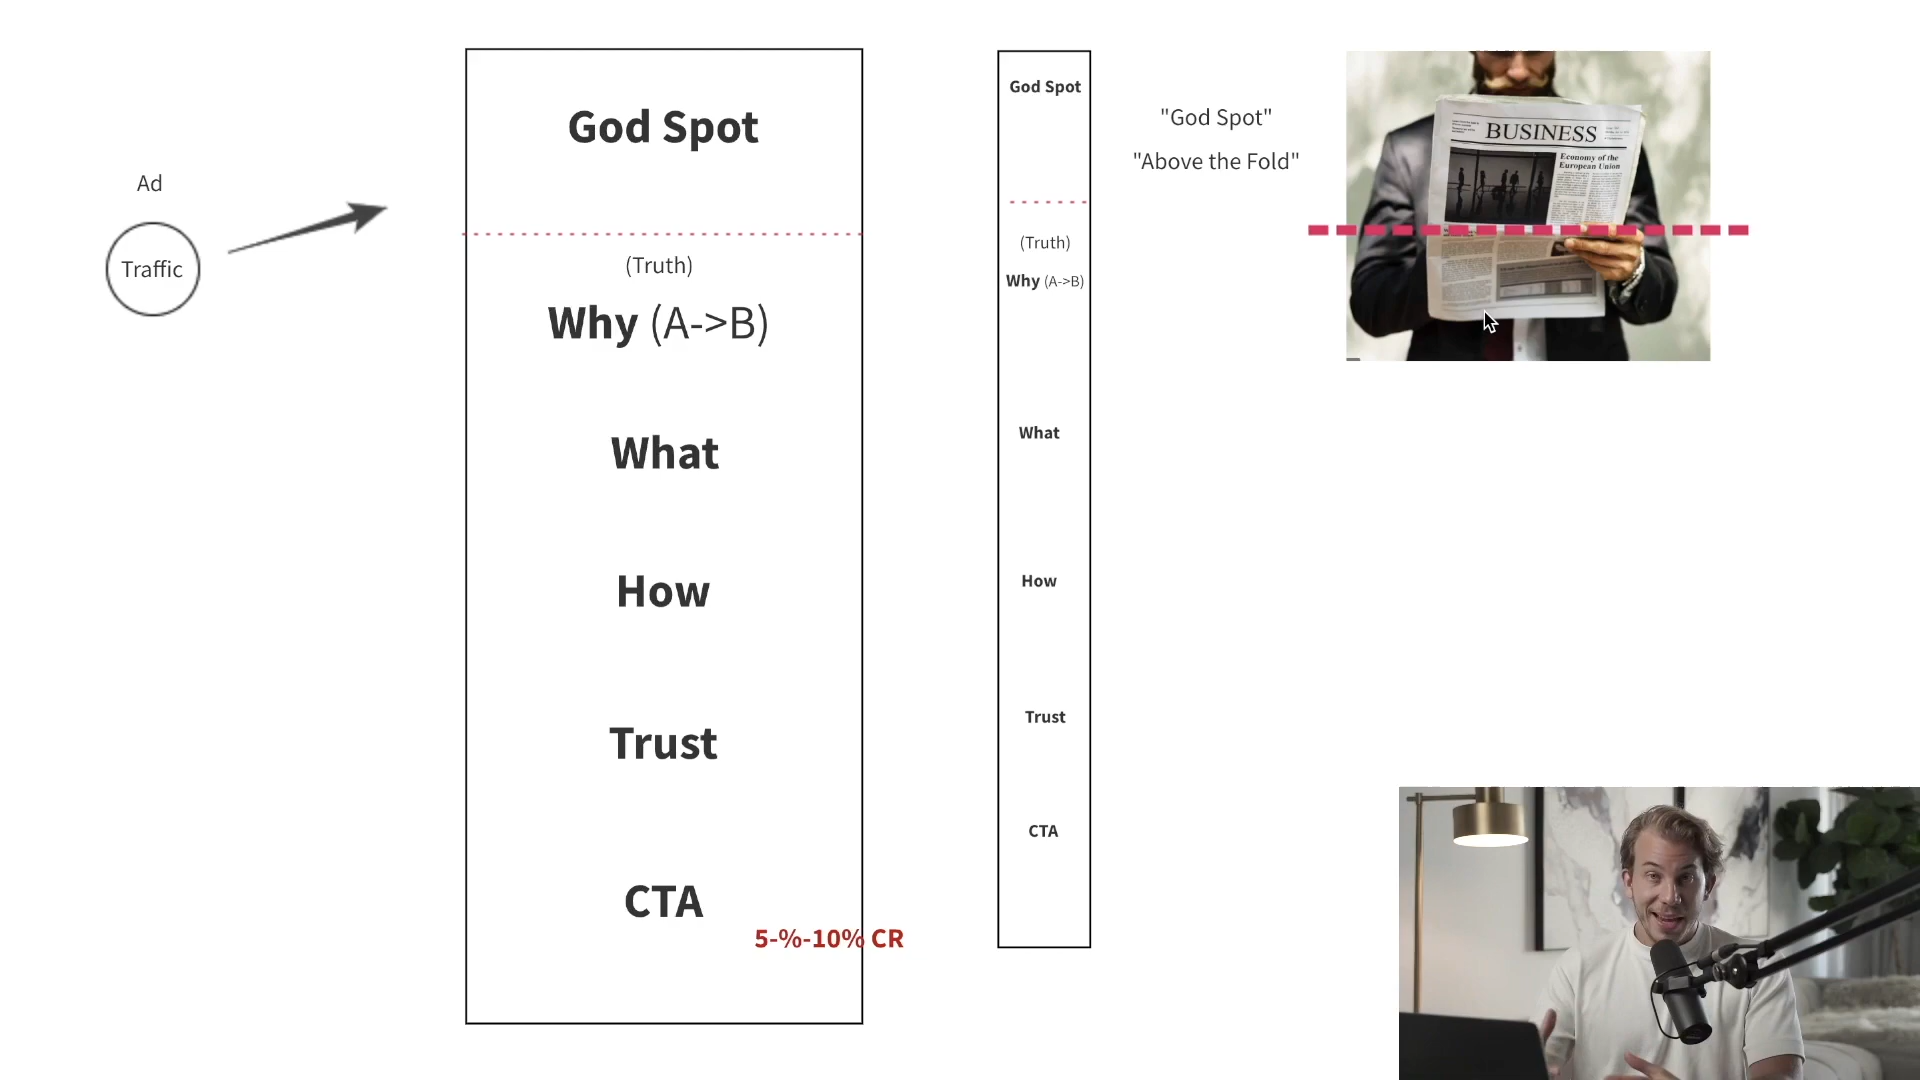 Ad
Traffic
God Spot
(Truth)
Why (A->B)
What
How
Trust
CTA
5-%-10% CR
God Spot
(Truth)
Why (A->B)
What
How
Trust
CTA
"God Spot"
"Above the Fold"
BUSINESS
Economy of the
European Union